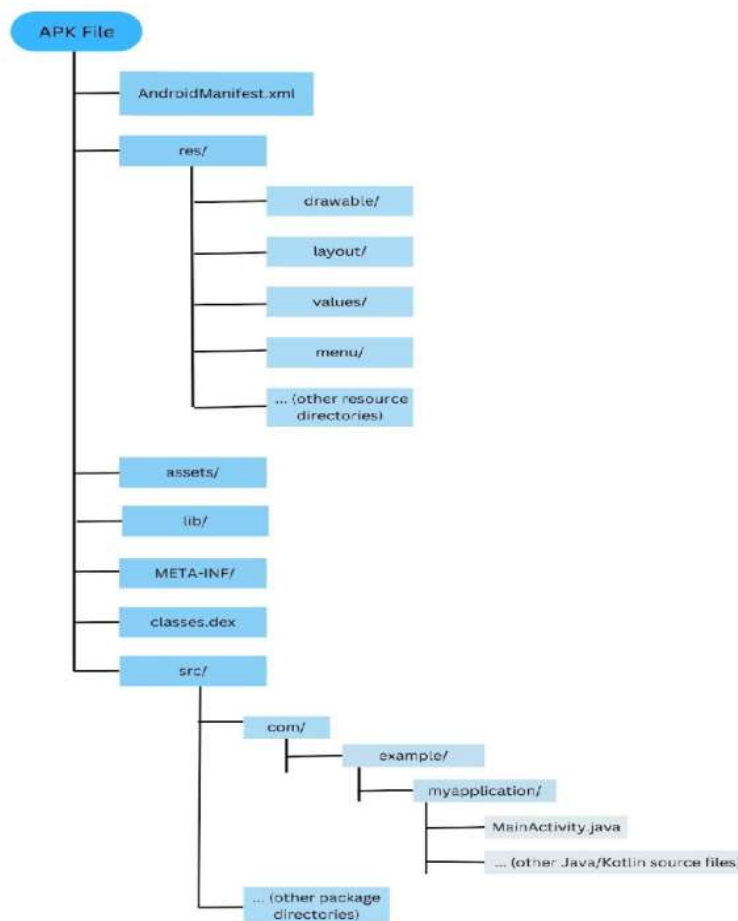 APK File
AndroidManifest.xml
res/
drawable/
layout/
values/
menu/
... (other resource
directories)
assets/
lib/
META-INF/
classes.dex
src/
com/
example/
myapplication/
MainActivity.java
... (other Java/Kotlin source files)
... (other package
directories)